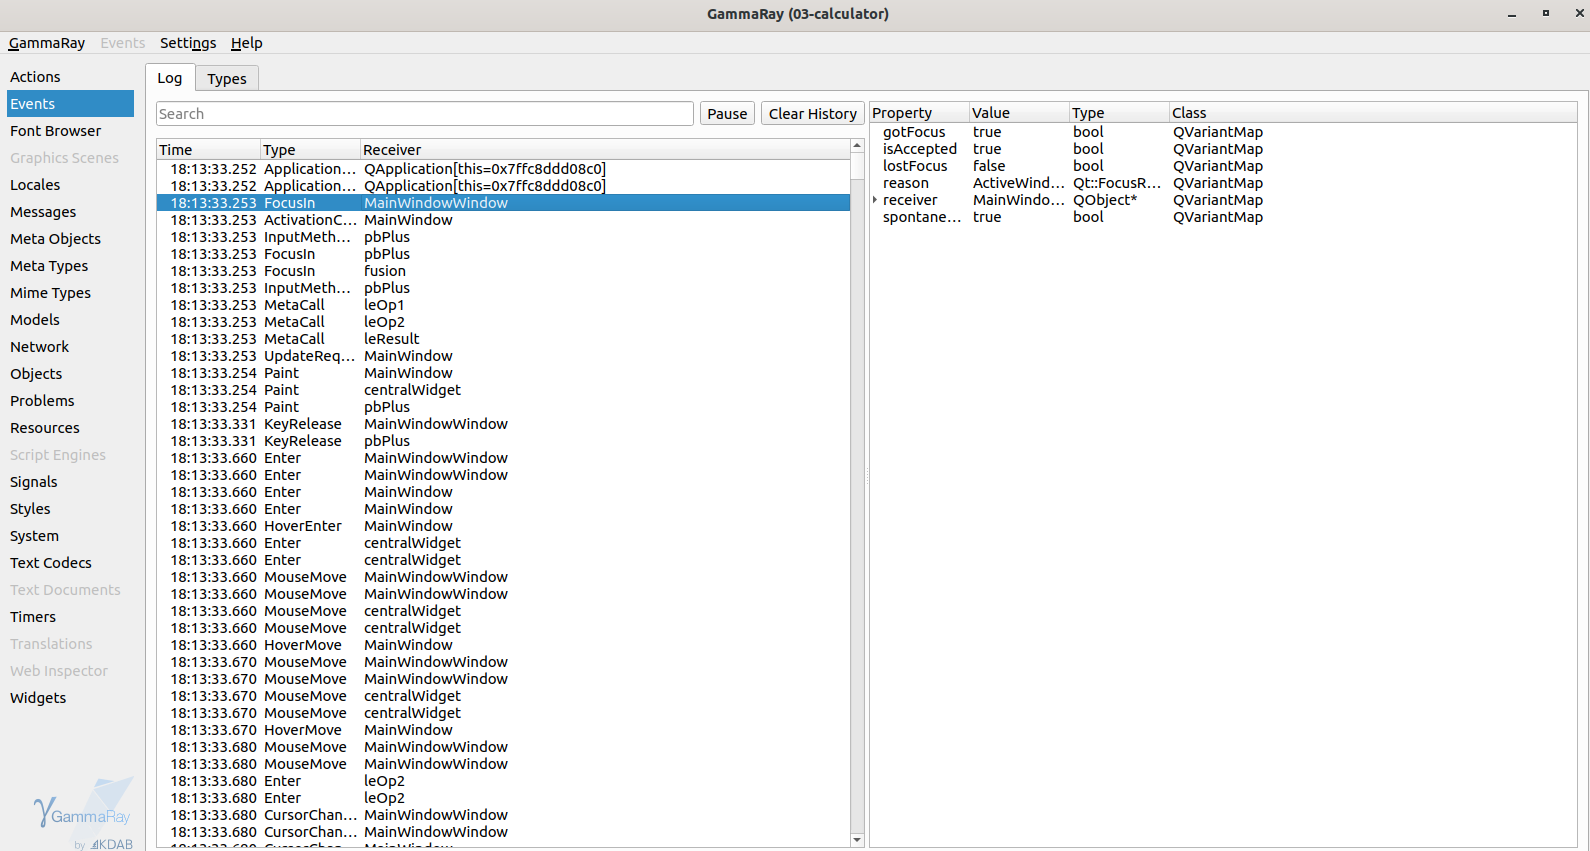 GammaRay (03-calculator)
GammaRay Events Settings Help
Actions
Events
Font Browser
Graphics Scenes
Locales
Messages
Meta Objects
Meta Types
Mime Types
Models
Network
Objects
Problems
Resources
Script Engines
Signals
Styles
System
Text Codecs
Text Documents
Timers
Translations
Web Inspector
Widgets
GammaRay
by KDAB
Log Types
Search Pause Clear History
Time Type Receiver
18:13:33.252 Application... QApplication[this=0x7ffc8ddd08c0]
18:13:33.252 Application... QApplication[this=0x7ffc8ddd08c0]
18:13:33.253 FocusIn MainWindowWindow
18:13:33.253 ActivationC... MainWindow
18:13:33.253 InputMeth... pbPlus
18:13:33.253 FocusIn pbPlus
18:13:33.253 FocusIn fusion
18:13:33.253 InputMeth... pbPlus
18:13:33.253 MetaCall leOp1
18:13:33.253 MetaCall leOp2
18:13:33.253 MetaCall leResult
18:13:33.253 UpdateReq... MainWindow
18:13:33.254 Paint MainWindow
18:13:33.254 Paint centralWidget
18:13:33.254 Paint pbPlus
18:13:33.331 KeyRelease MainWindowWindow
18:13:33.331 KeyRelease pbPlus
18:13:33.660 Enter MainWindowWindow
18:13:33.660 Enter MainWindowWindow
18:13:33.660 Enter MainWindow
18:13:33.660 Enter MainWindow
18:13:33.660 HoverEnter MainWindow
18:13:33.660 Enter centralWidget
18:13:33.660 Enter centralWidget
18:13:33.660 MouseMove MainWindowWindow
18:13:33.660 MouseMove MainWindowWindow
18:13:33.660 MouseMove centralWidget
18:13:33.660 MouseMove centralWidget
18:13:33.660 HoverMove MainWindow
18:13:33.670 MouseMove MainWindowWindow
18:13:33.670 MouseMove MainWindowWindow
18:13:33.670 MouseMove centralWidget
18:13:33.670 MouseMove centralWidget
18:13:33.670 HoverMove MainWindow
18:13:33.680 MouseMove MainWindowWindow
18:13:33.680 MouseMove MainWindowWindow
18:13:33.680 Enter leOp2
18:13:33.680 Enter leOp2
18:13:33.680 CursorChan... MainWindowWindow
18:13:33.680 CursorChan... MainWindowWindow
Property Value Type Class
gotFocus true bool QVariantMap
isAccepted true bool QVariantMap
lostFocus false bool QVariantMap
reason ActiveWind... Qt::FocusR... QVariantMap
receiver MainWindo... QObject* QVariantMap
spontane... true bool QVariantMap